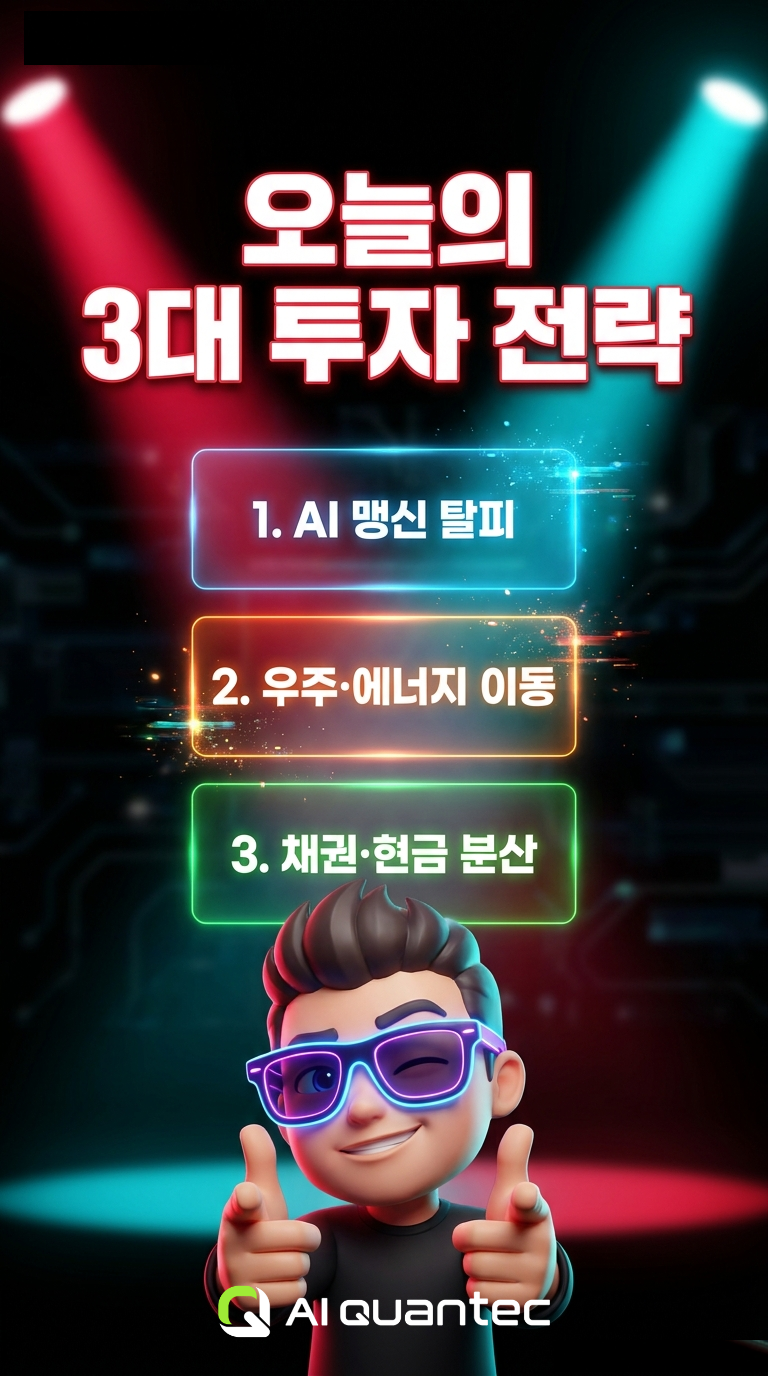 오늘의
3대 투자 전략
1. AI 맹신 탈피
2. 우주·에너지 이동
3. 채권·현금 분산
AI Quantec